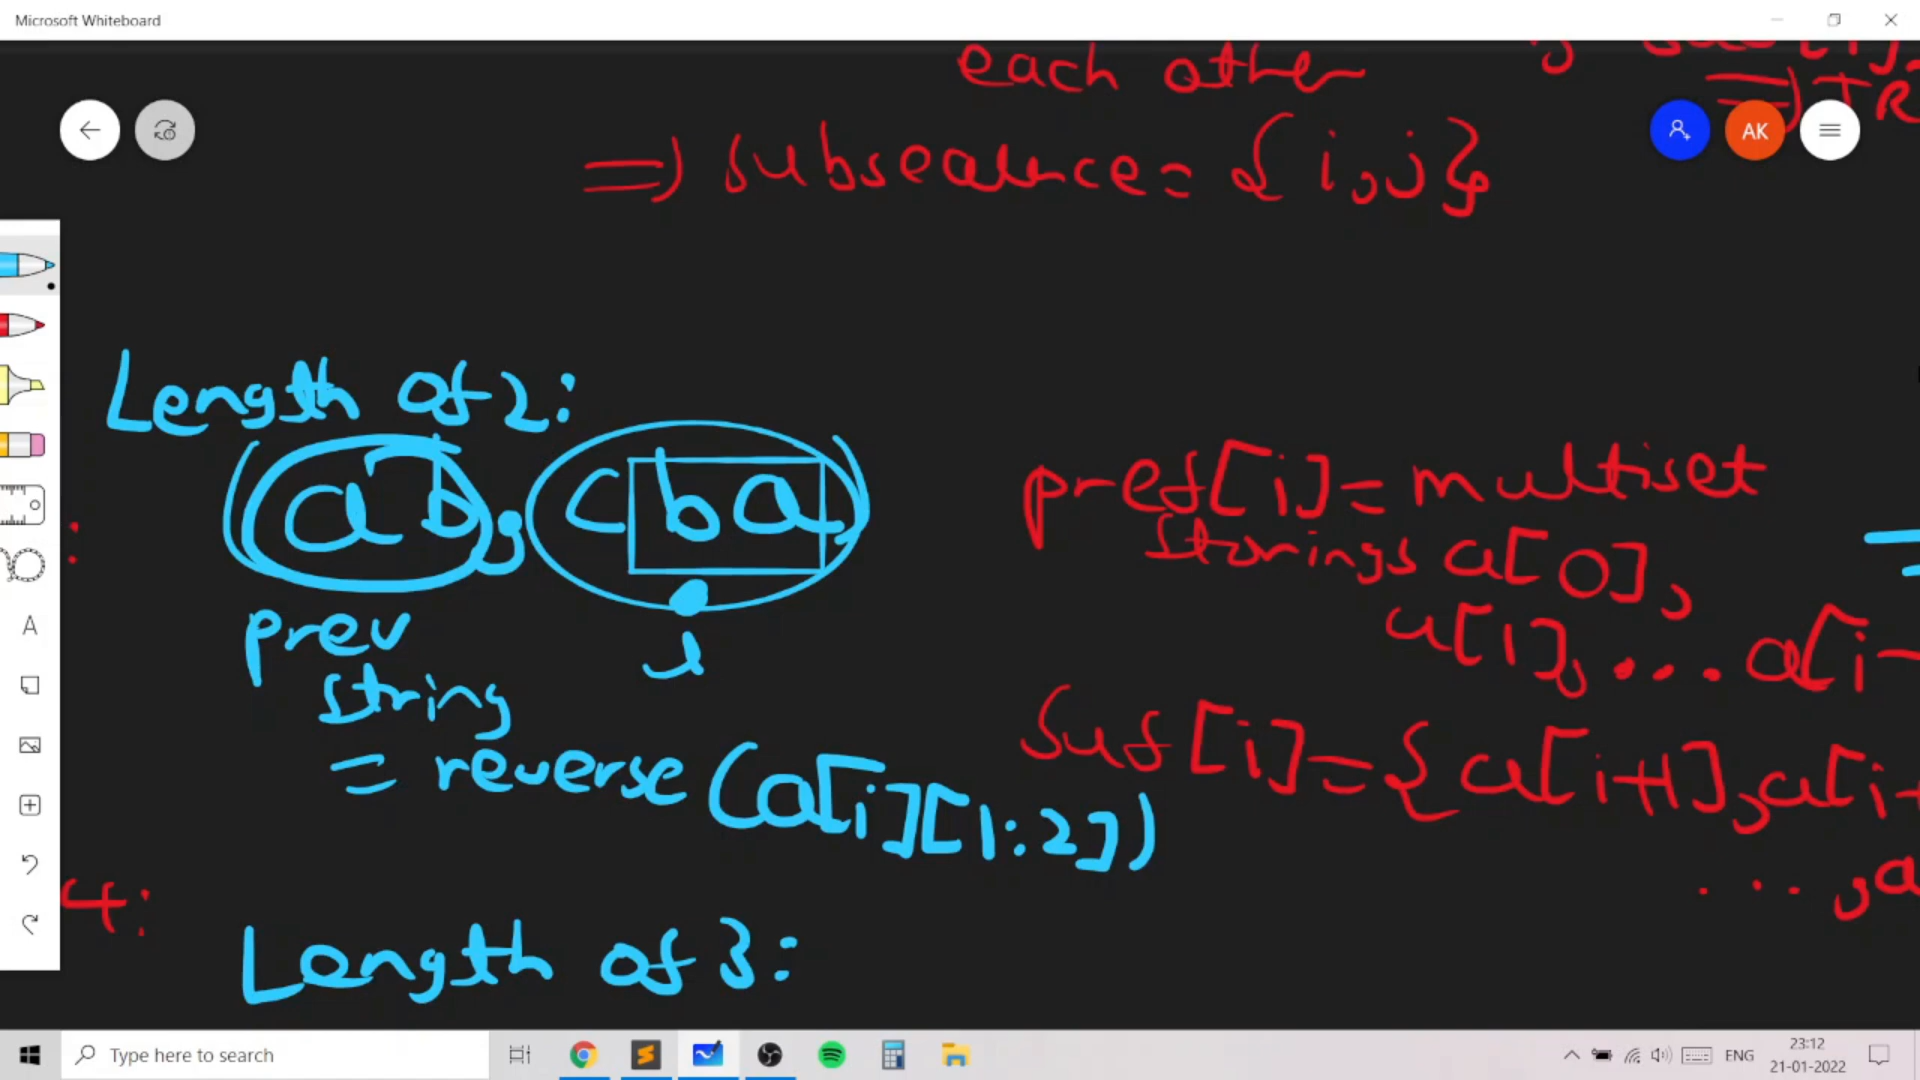 Microsoft Whiteboard
each other
=> subsequence = {i,j}
AK
Length of 2:
(ab, cba)
i
prev
string
= reverse (a[i][1:2])
pref[i] = multiset
storings a[0],
a[1], ... a[i-
Suf[i] = {a[i+1], a[i+
... , a
4:
Length of 3:
Type here to search
ENG
23:12
21-01-2022